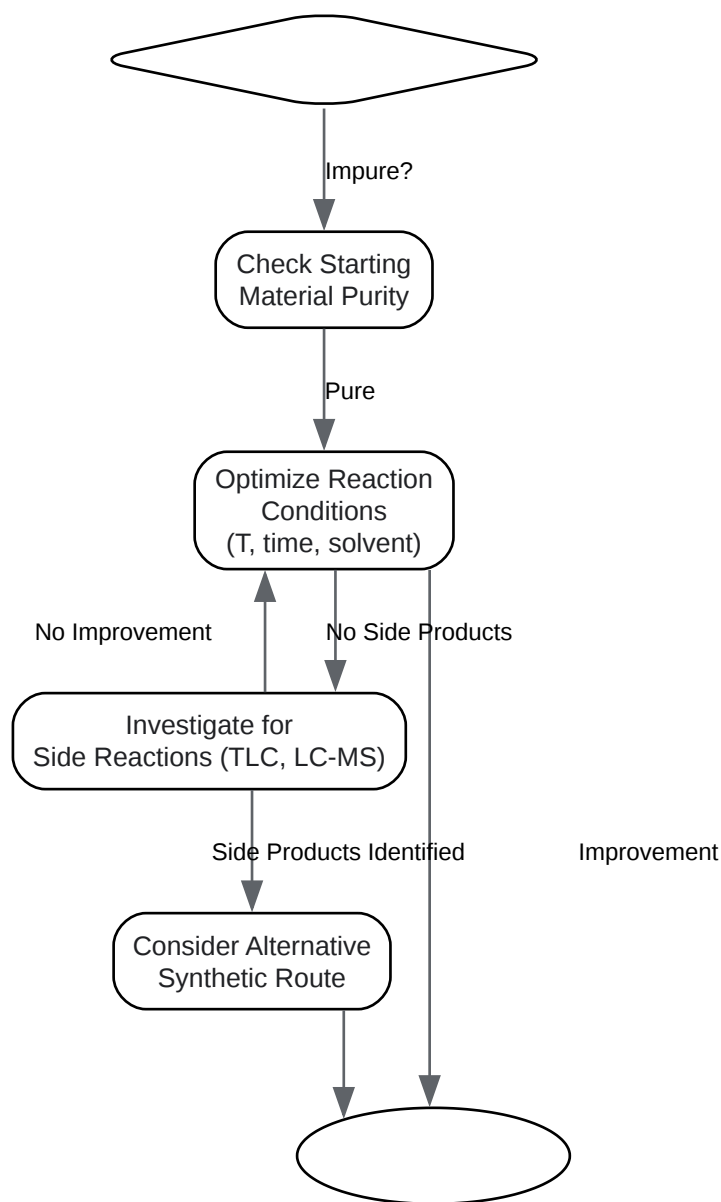 Impure?
Check Starting
Material Purity
Pure
Optimize Reaction
Conditions
(T, time, solvent)
No Improvement
No Side Products
Investigate for
Side Reactions (TLC, LC-MS)
Side Products Identified
Improvement
Consider Alternative
Synthetic Route